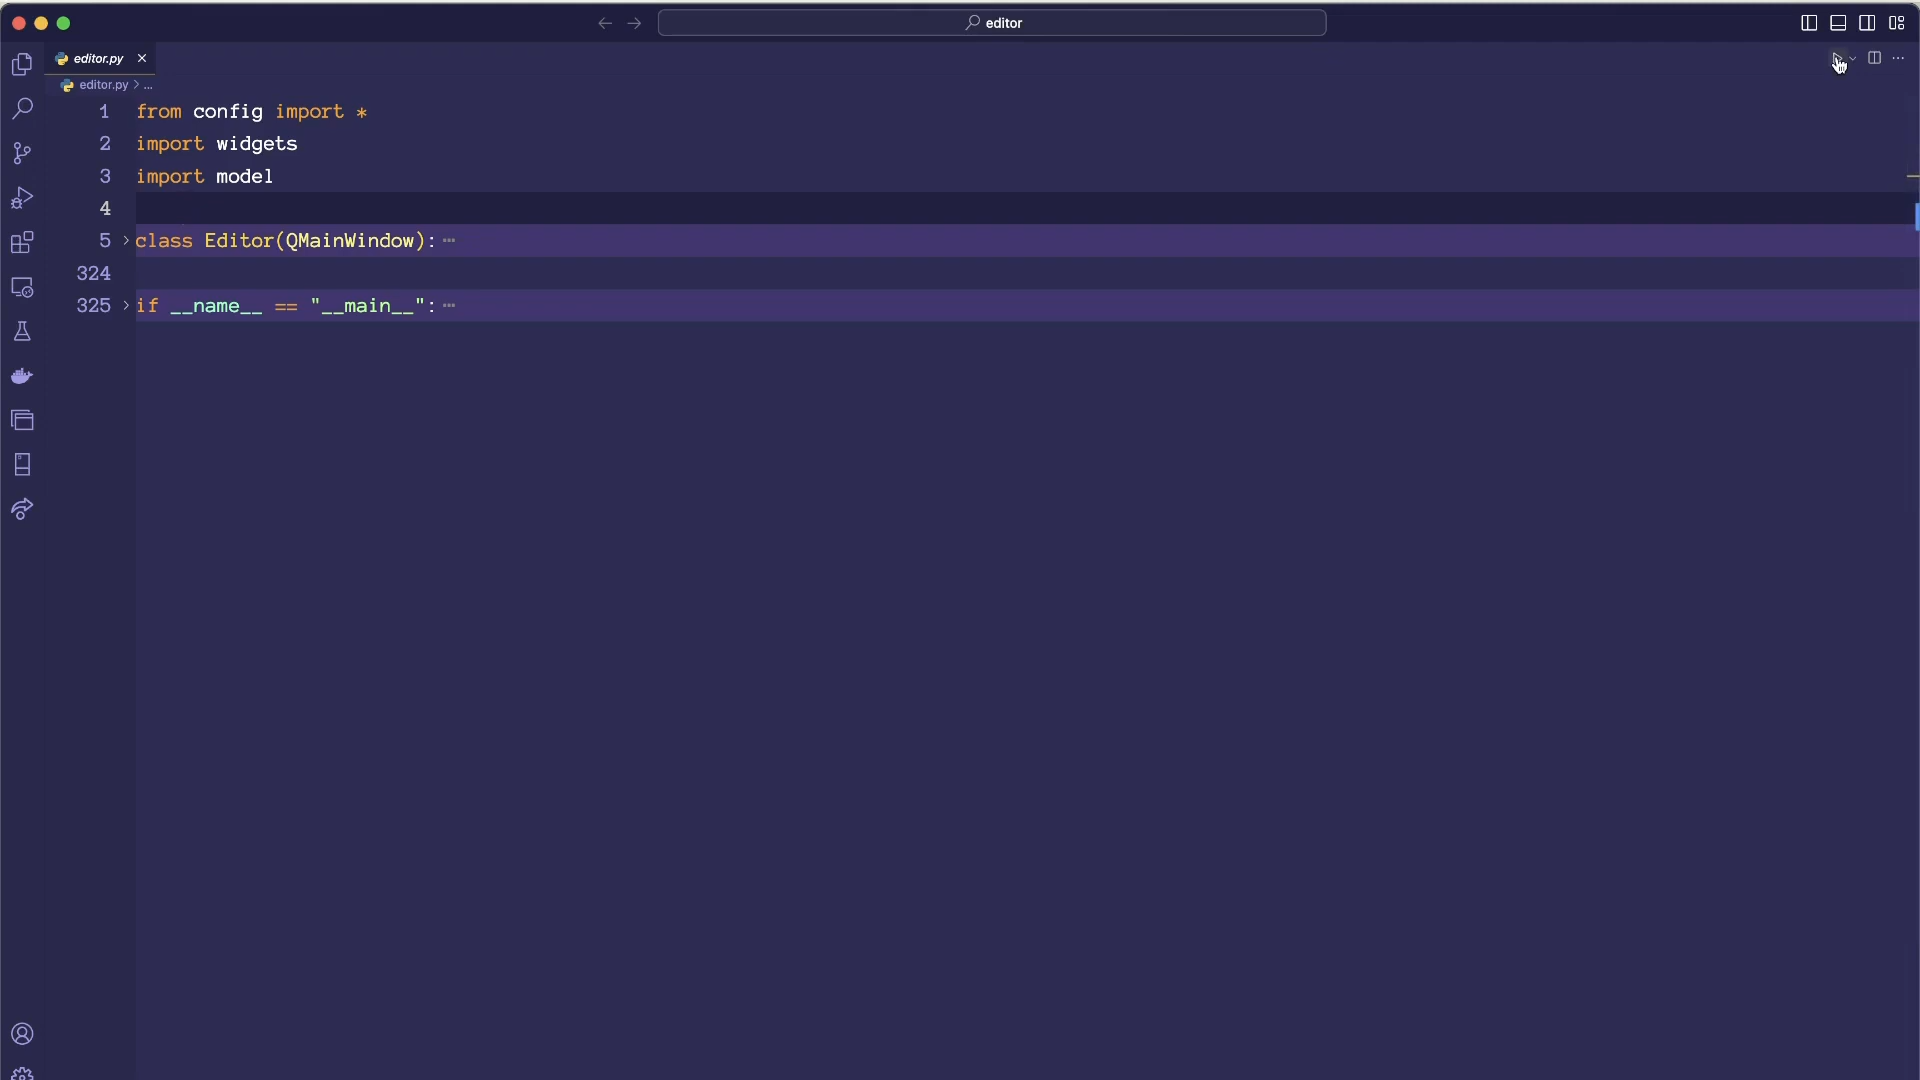 editor
editor.py
editor.py > ...
1 from config import *
2 import widgets
3 import model
4
5 class Editor(QMainWindow): ⋯
324
325 if __name__ == "__main__": ⋯